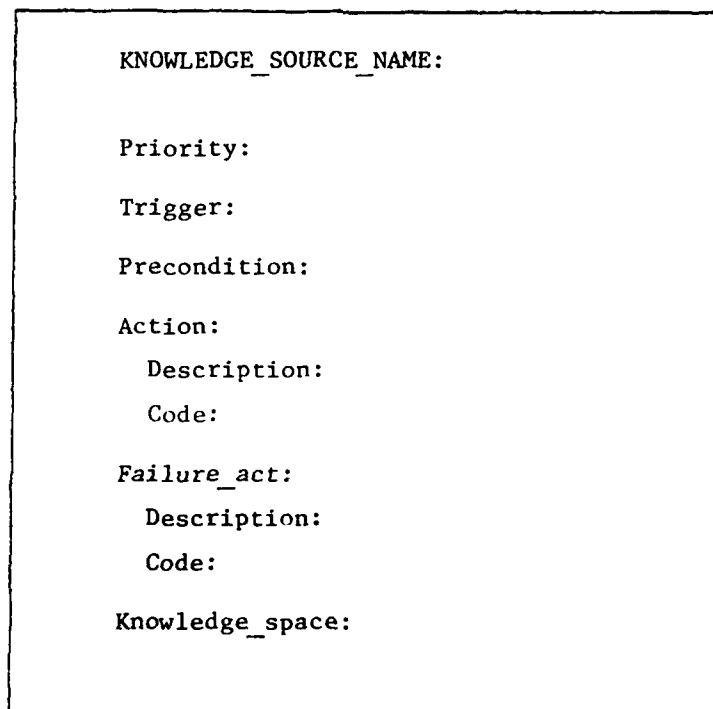 KNOWLEDGE_SOURCE_NAME:
Priority:
Trigger:
Precondition:
Action:
Description:
Code:
Failure_act:
Description:
Code:
Knowledge_space: